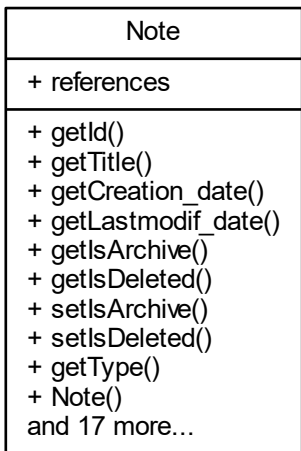 Note
+ references
+ getId()
+ getTitle()
+ getCreation_date()
+ getLastmodif_date()
+ getIsArchive()
+ getIsDeleted()
+ setIsArchive()
+ setIsDeleted()
+ getType()
+ Note()
and 17 more...